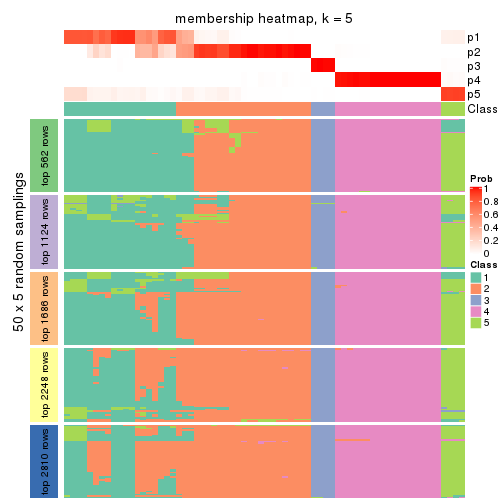 membership heatmap, k = 5
p1
p2
p3
p4
p5
Class
50 x 5 random samplings
top 562 rows
top 1124 rows
top 1686 rows
top 2248 rows
top 2810 rows
Prob
1
0.8
0.6
0.4
0.2
0
Class
1
2
3
4
5